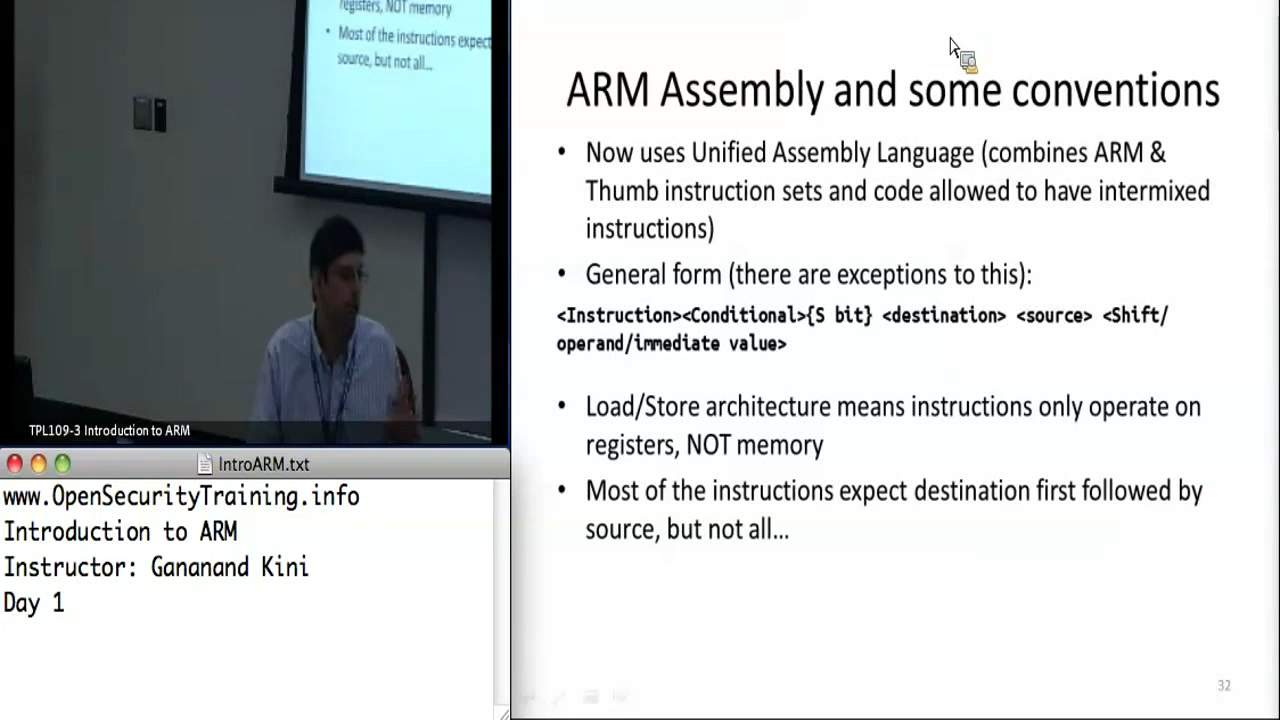 registers, NOT memory
• Most of the instructions expect
source, but not all...
TPL109-3 Introduction to ARM
IntroARM.txt
www.OpenSecurityTraining.info
Introduction to ARM
Instructor: Gananand Kini
Day 1
ARM Assembly and some conventions
• Now uses Unified Assembly Language (combines ARM &
Thumb instruction sets and code allowed to have intermixed
instructions)
• General form (there are exceptions to this):
<Instruction><Conditional>{S bit} <destination> <source> <Shift/
operand/immediate value>
• Load/Store architecture means instructions only operate on
registers, NOT memory
• Most of the instructions expect destination first followed by
source, but not all...
32